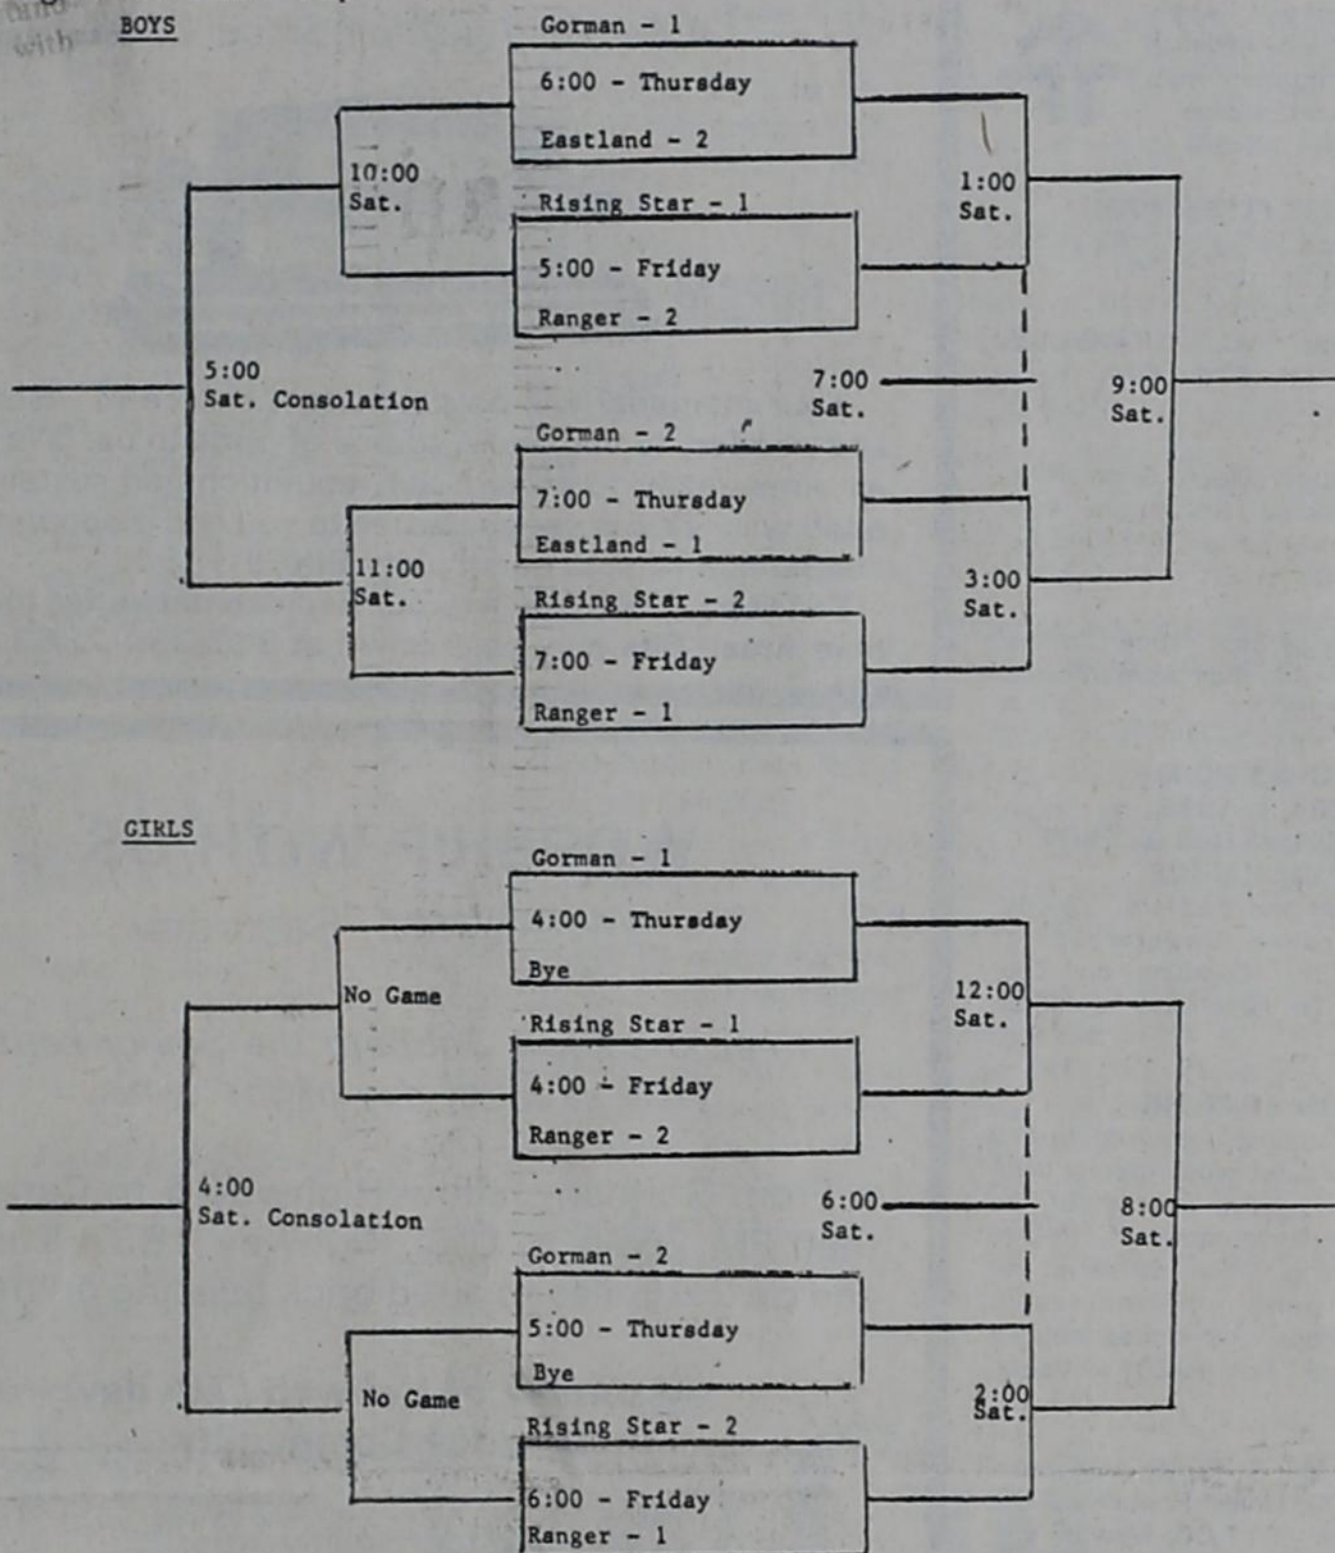 and
with
BOYS
Gorman - 1
6:00 - Thursday
Eastland - 2
10:00
Sat.
1:00
Sat.
Rising Star - 1
5:00 - Friday
Ranger - 2
5:00
Sat. Consolation
7:00
Sat.
9:00
Sat.
Gorman - 2
7:00 - Thursday
Eastland - 1
11:00
Sat.
3:00
Sat.
Rising Star - 2
7:00 - Friday
Ranger - 1
GIRLS
Gorman - 1
4:00 - Thursday
Bye
No Game
12:00
Sat.
Rising Star - 1
4:00 - Friday
Ranger - 2
4:00
Sat. Consolation
6:00
Sat.
8:00
Sat.
Gorman - 2
5:00 - Thursday
Bye
No Game
2:00
Sat.
Rising Star - 2
6:00 - Friday
Ranger - 1